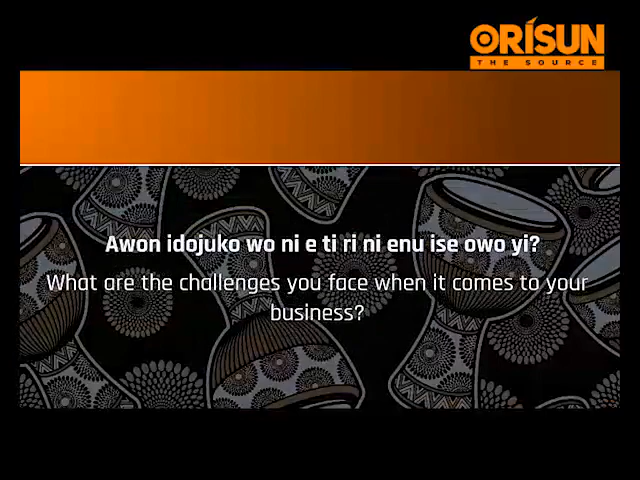 ORÍSUN
THE SOURCE
Awon idojuko wo ni e ti ri ni enu ise owo yi?
What are the challenges you face when it comes to your
business?